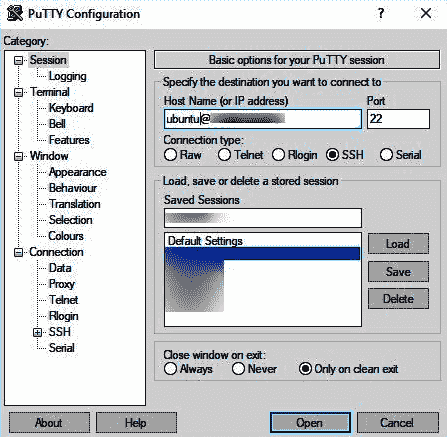 PuTTY Configuration
? ×
Category:
Session
Logging
Terminal
Keyboard
Bell
Features
Window
Appearance
Behaviour
Translation
Selection
Colours
Connection
Data
Proxy
Telnet
Rlogin
SSH
Serial
Basic options for your PuTTY session
Specify the destination you want to connect to
Host Name (or IP address) Port
ubuntu@ 22
Connection type:
Raw Telnet Rlogin SSH Serial
Load, save or delete a stored session
Saved Sessions
Default Settings
Load
Save
Delete
Close window on exit:
Always Never Only on clean exit
About Help Open Cancel